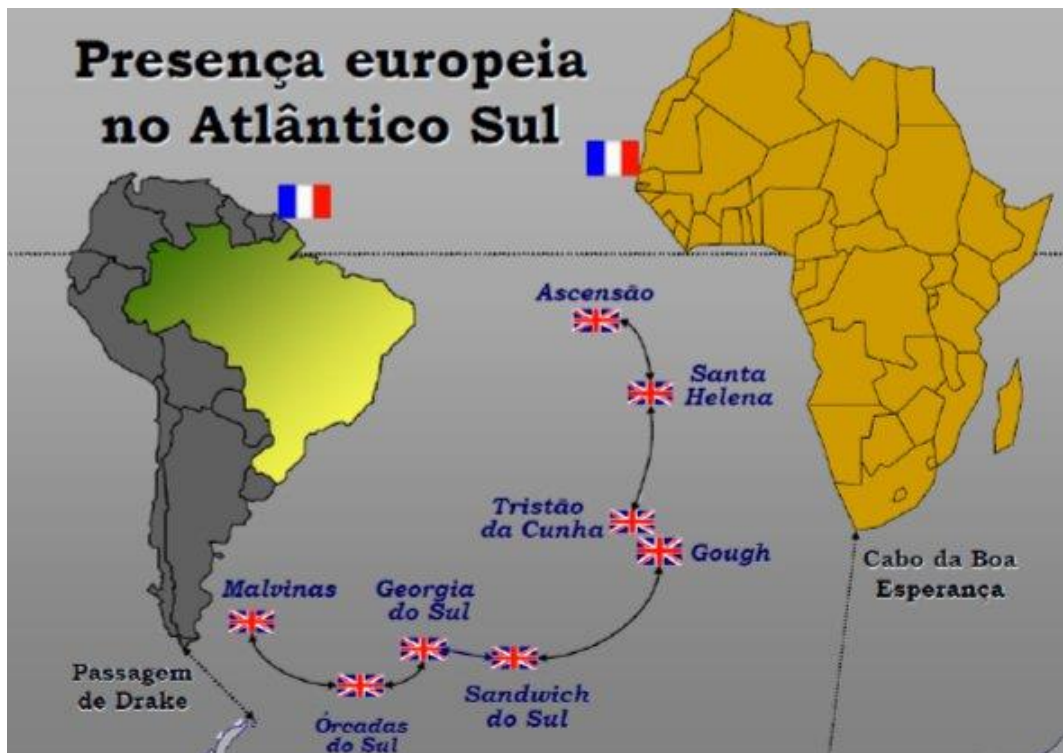 Presença europeia
no Atlântico Sul
Ascensão
Santa
Helena
Tristão
da Cunha
Gough
Cabo da Boa
Esperança
Malvinas
Georgia
do Sul
Passagem
de Drake
Órcadas
do Sul
Sandwich
do Sul